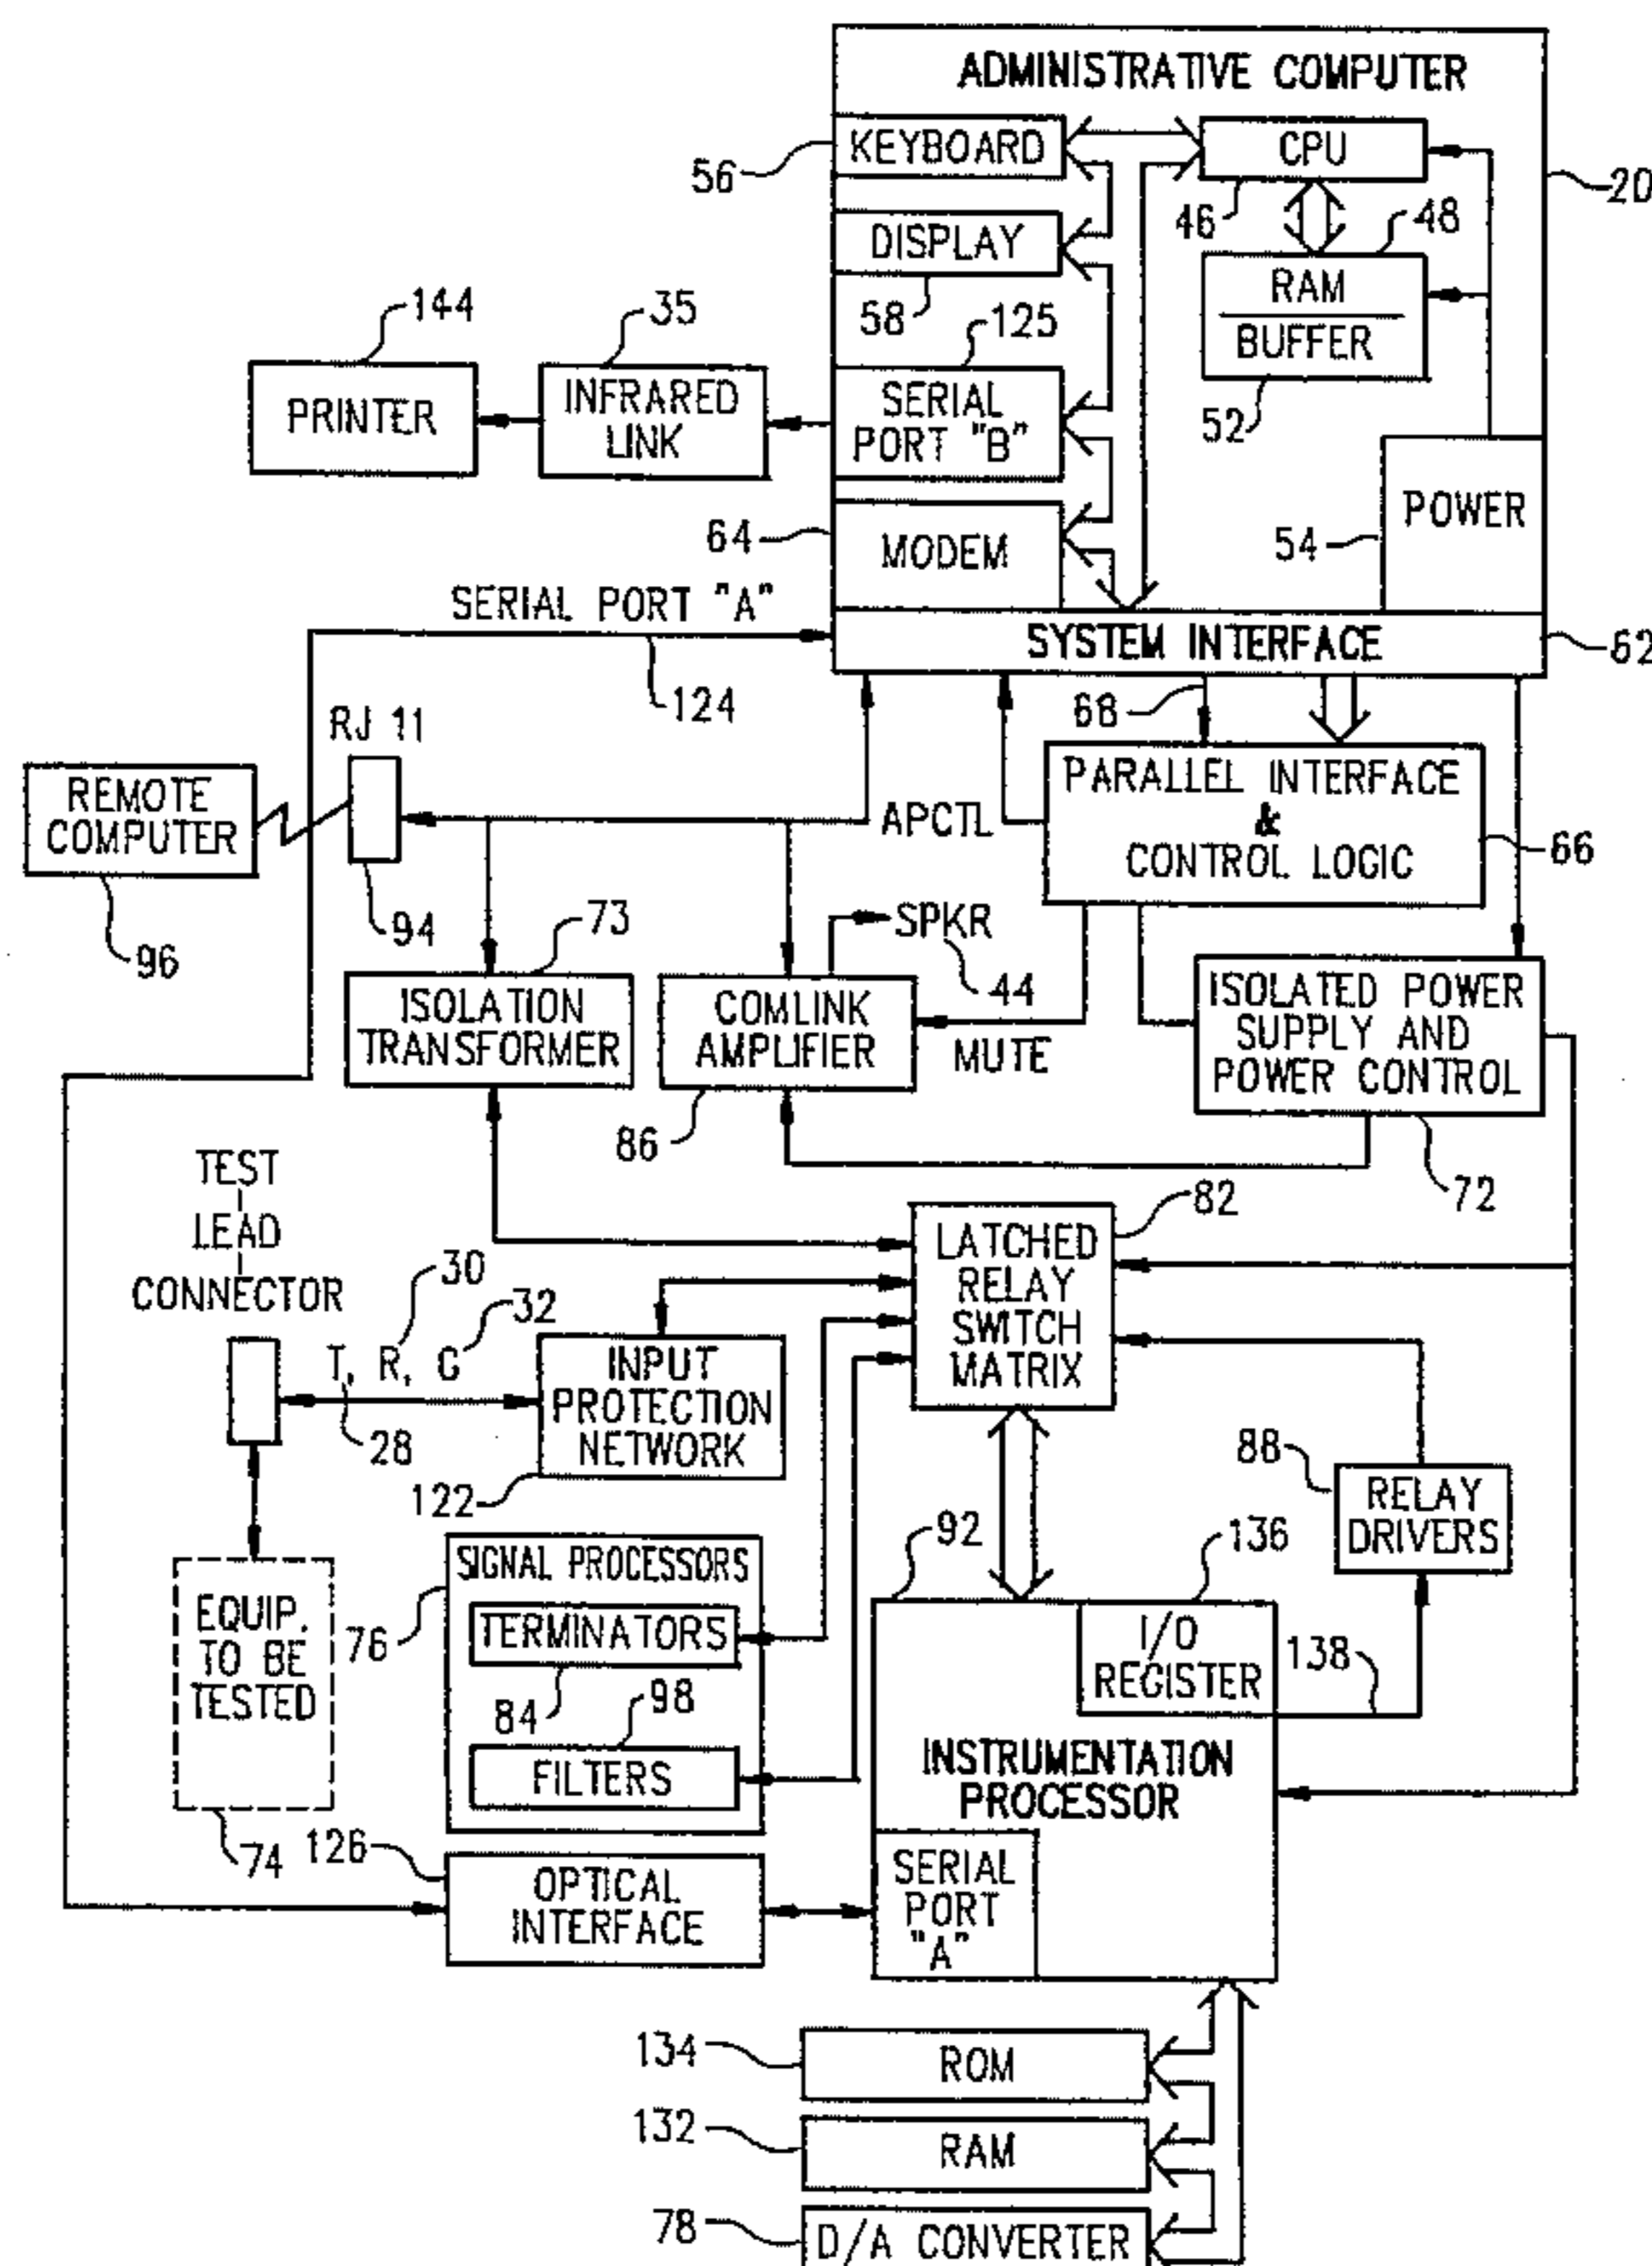 ADMINISTRATIVE COMPUTER
KEYBOARD
CPU
56
20
46
48
DISPLAY
RAM
BUFFER
58
125
144
35
PRINTER
INFRARED
LINK
SERIAL
PORT "B"
52
POWER
64
MODEM
54
SERIAL PORT "A"
SYSTEM INTERFACE
62
124
68
RJ 11
REMOTE
COMPUTER
APCTL
PARALLEL INTERFACE
&
CONTROL LOGIC
66
96
94
73
SPKR
44
ISOLATION
TRANSFORMER
COMLINK
AMPLIFIER
MUTE
ISOLATED POWER
SUPPLY AND
POWER CONTROL
86
72
TEST
LEAD
CONNECTOR
82
LATCHED
RELAY
SWITCH
MATRIX
30
32
T, R, G
28
INPUT
PROTECTION
NETWORK
122
88
RELAY
DRIVERS
92
136
EQUIP.
TO BE
TESTED
74
SIGNAL PROCESSORS
76
TERMINATORS
84
98
FILTERS
I/O
REGISTER
138
INSTRUMENTATION
PROCESSOR
126
OPTICAL
INTERFACE
SERIAL
PORT
"A"
134
ROM
132
RAM
78
D/A CONVERTER